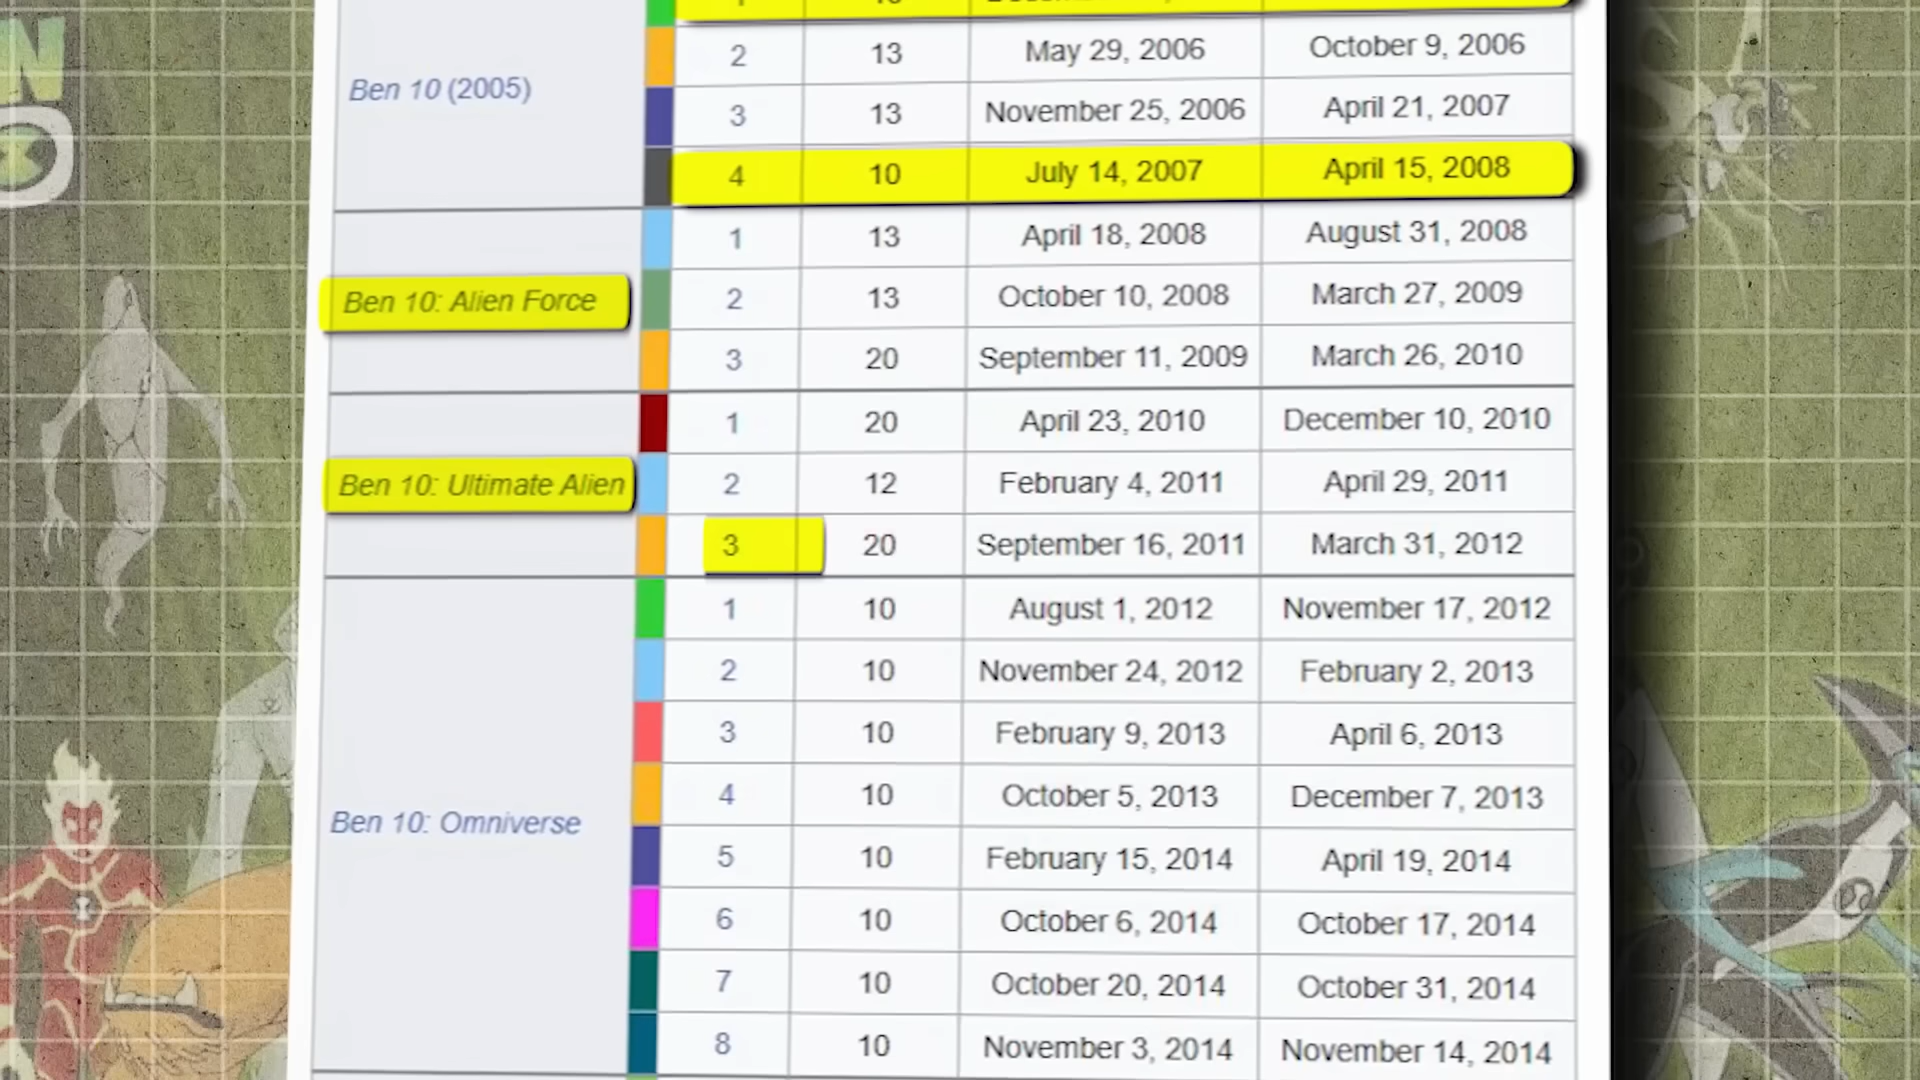 2 13 May 29, 2006 October 9, 2006
Ben 10 (2005)
3 13 November 25, 2006 April 21, 2007
4 10 July 14, 2007 April 15, 2008
1 13 April 18, 2008 August 31, 2008
Ben 10: Alien Force 2 13 October 10, 2008 March 27, 2009
3 20 September 11, 2009 March 26, 2010
1 20 April 23, 2010 December 10, 2010
Ben 10: Ultimate Alien 2 12 February 4, 2011 April 29, 2011
3 20 September 16, 2011 March 31, 2012
1 10 August 1, 2012 November 17, 2012
2 10 November 24, 2012 February 2, 2013
3 10 February 9, 2013 April 6, 2013
4 10 October 5, 2013 December 7, 2013
Ben 10: Omniverse
5 10 February 15, 2014 April 19, 2014
6 10 October 6, 2014 October 17, 2014
7 10 October 20, 2014 October 31, 2014
8 10 November 3, 2014 November 14, 2014